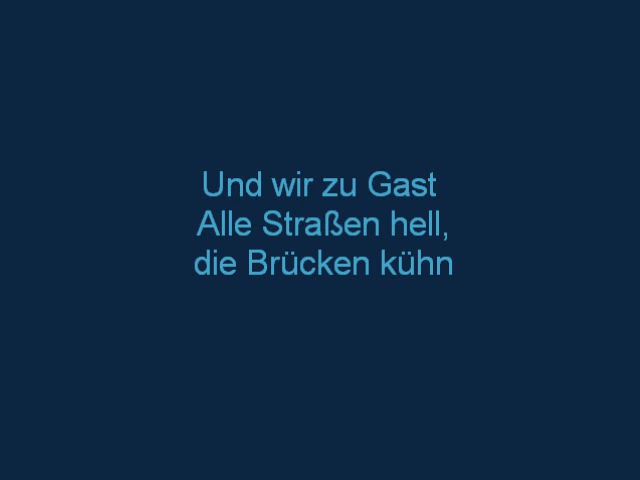 Und wir zu Gast
Alle Straßen hell,
die Brücken kühn